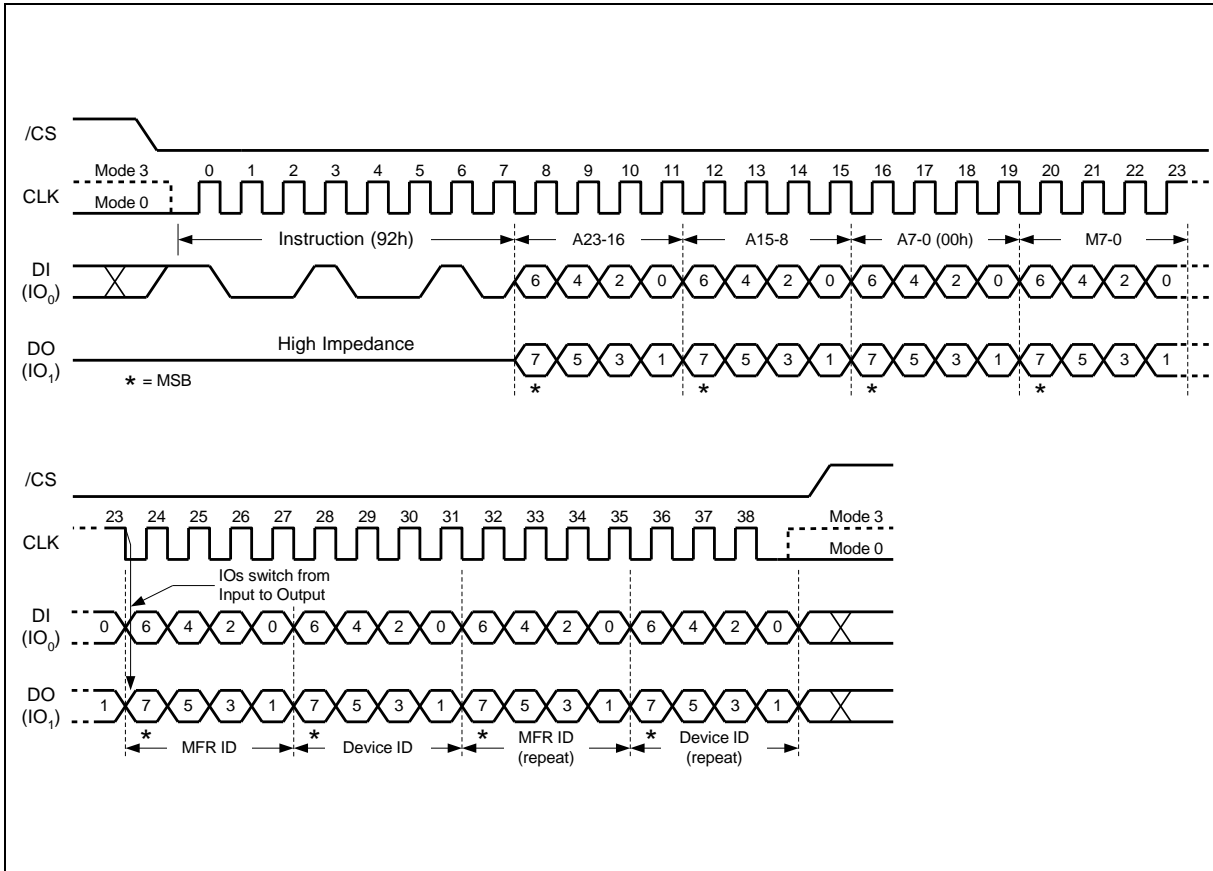 /CS
Mode 3
0 1 2 3 4 5 6 7 8 9 10 11 12 13 14 15 16 17 18 19 20 21 22 23
CLK
Mode 0
Instruction (92h) A23-16 A15-8 A7-0 (00h) M7-0
DI
(IO0)
6 4 2 0 6 4 2 0 6 4 2 0 6 4 2 0
High Impedance
DO
(IO1)
7 5 3 1 7 5 3 1 7 5 3 1 7 5 3 1
* = MSB
* * * *
/CS
23 24 25 26 27 28 29 30 31 32 33 34 35 36 37 38
Mode 3
CLK
Mode 0
IOs switch from
Input to Output
DI
(IO0)
0 6 4 2 0 6 4 2 0 6 4 2 0 6 4 2 0
DO
(IO1)
1 7 5 3 1 7 5 3 1 7 5 3 1 7 5 3 1
* * * *
MFR ID Device ID MFR ID
(repeat)
Device ID
(repeat)